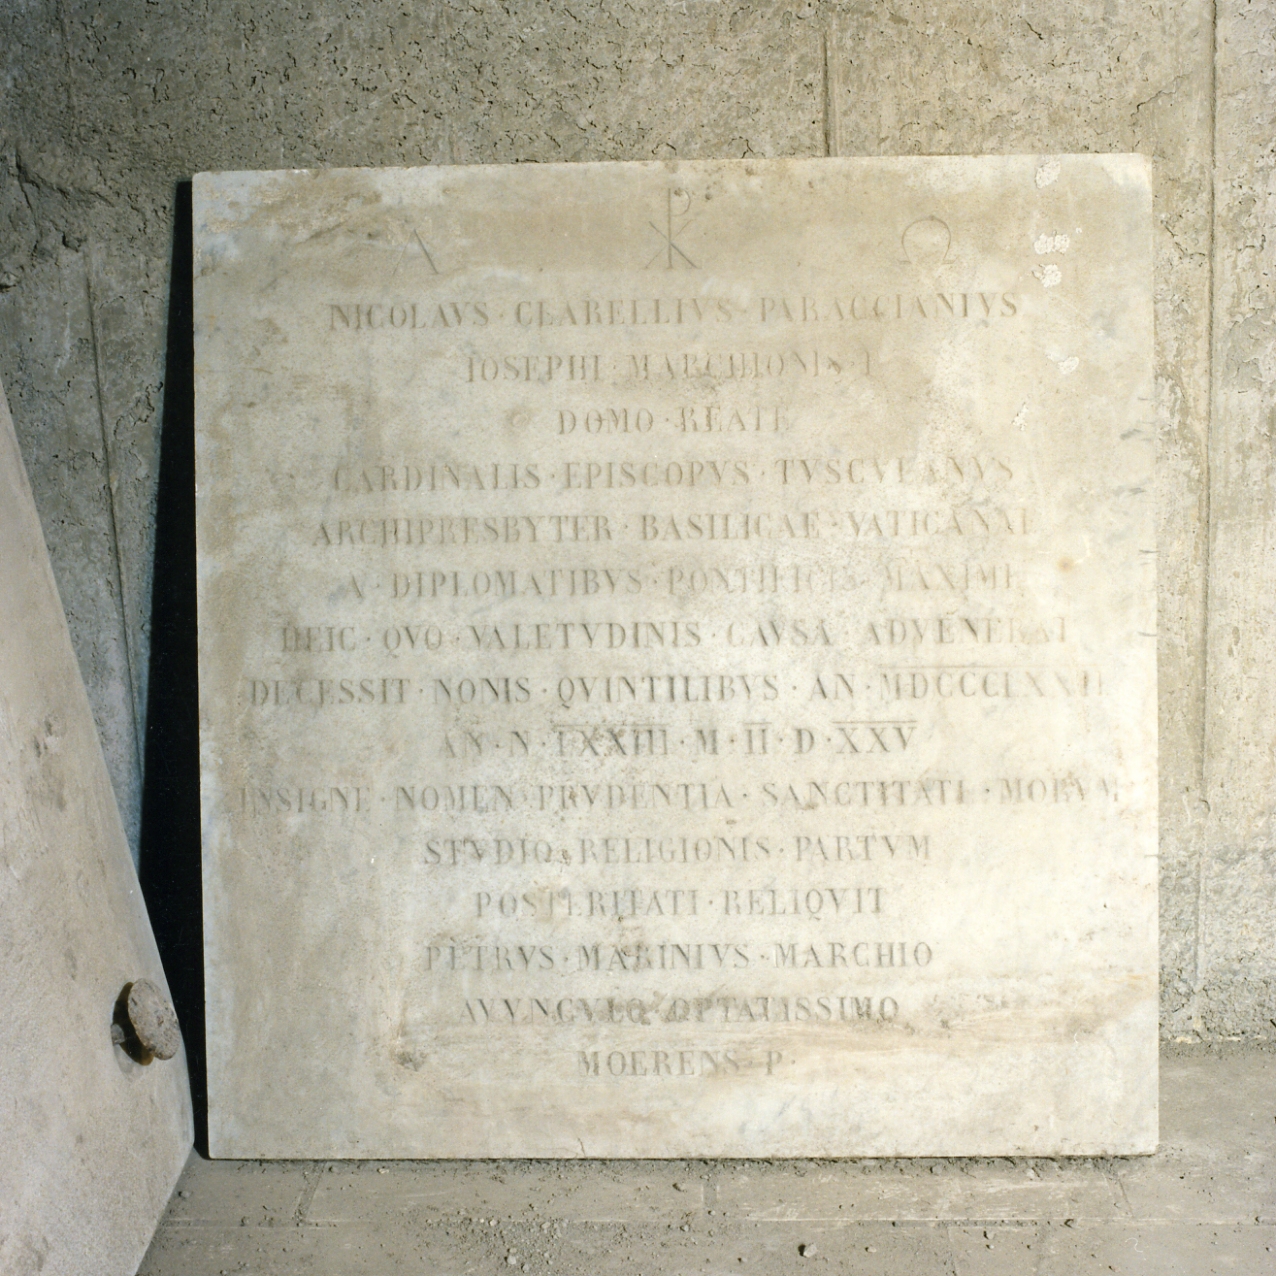 Α ☧ Ω
NICOLAVS · CLARELLIVS · PARACCIANIVS
IOSEPHI · MARCHIONIS · F
DOMO · REATE
CARDINALIS · EPISCOPVS · TVSCVLANVS
ARCHIPRESBYTER · BASILICAE · VATICANAE
A · DIPLOMATIBVS · PONTIFICIS · MAXIMI
HEIC · QVO · VALETVDINIS · CAVSA · ADVENERAT
DECESSIT · NONIS · QVINTILIBVS · AN · MDCCCLXXII
AN · N · LXXIII · M · II · D · XXV
INSIGNE · NOMEN · PRVDENTIA · SANCTITATE · MORVM
STVDIO · RELIGIONIS · PARTVM
POSTERITATI · RELIQVIT
PETRVS · MARINIVS · MARCHIO
AVVNCVLO · OPTATISSIMO
MOERENS · P ·